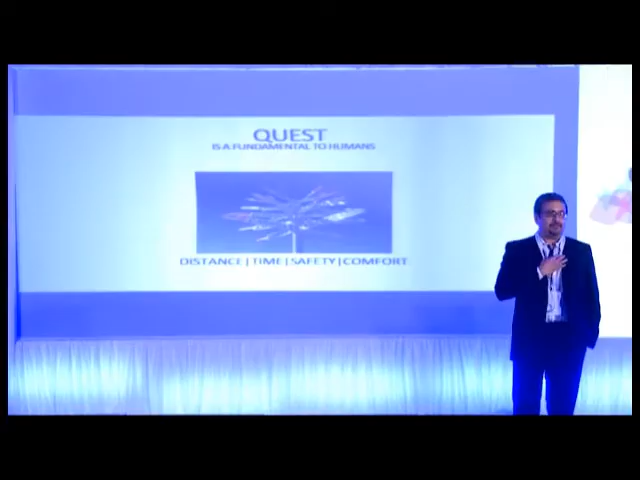 QUEST
IS A FUNDAMENTAL TO HUMANS
DISTANCE | TIME | SAFETY | COMFORT